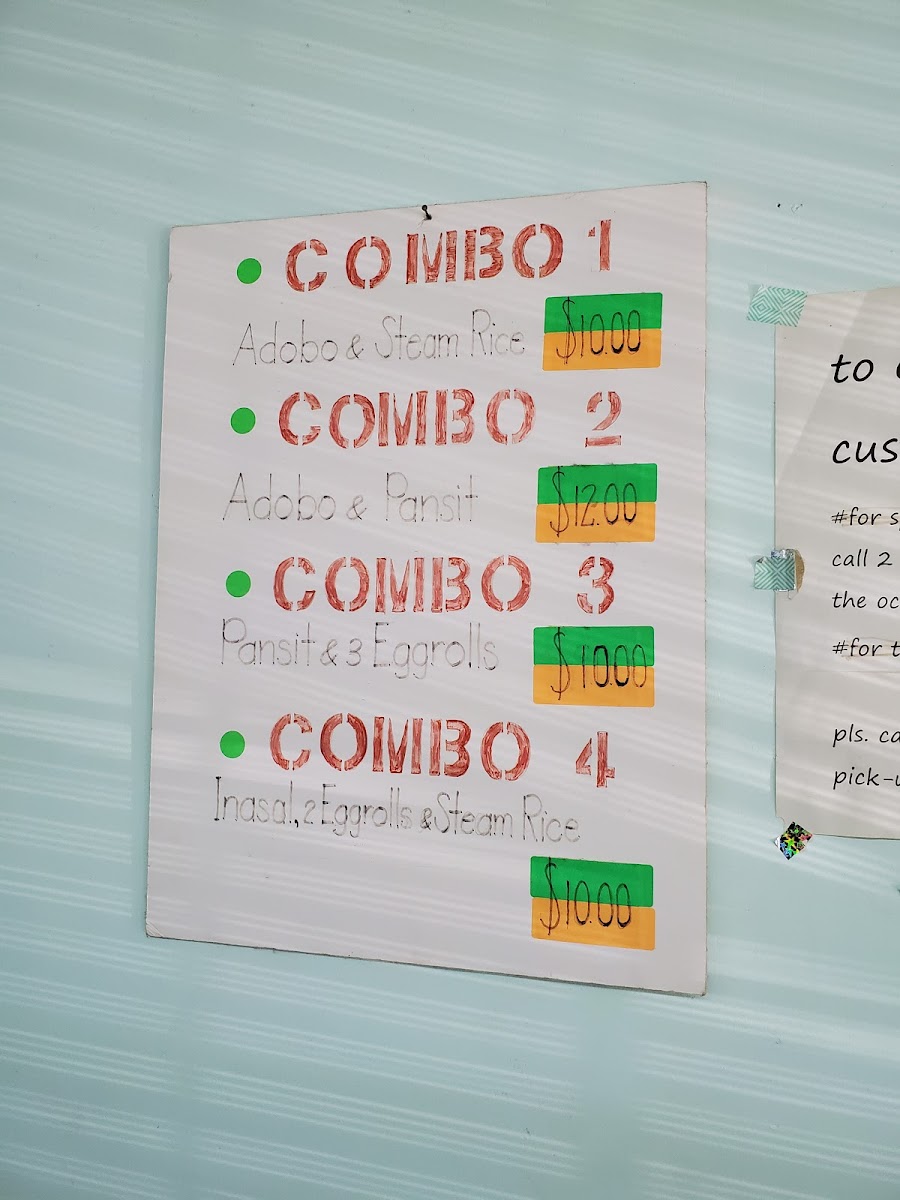 COMBO 1
Adobo & Steam Rice $10.00
COMBO 2
Adobo & Pansit $12.00
COMBO 3
Pansit & 3 Eggrolls
$10.00
COMBO 4
Inasal, 2 Eggrolls & Steam Rice
$10.00
to
cus
#for s
call 2
the oc
#for t
pls. ca
pick-u